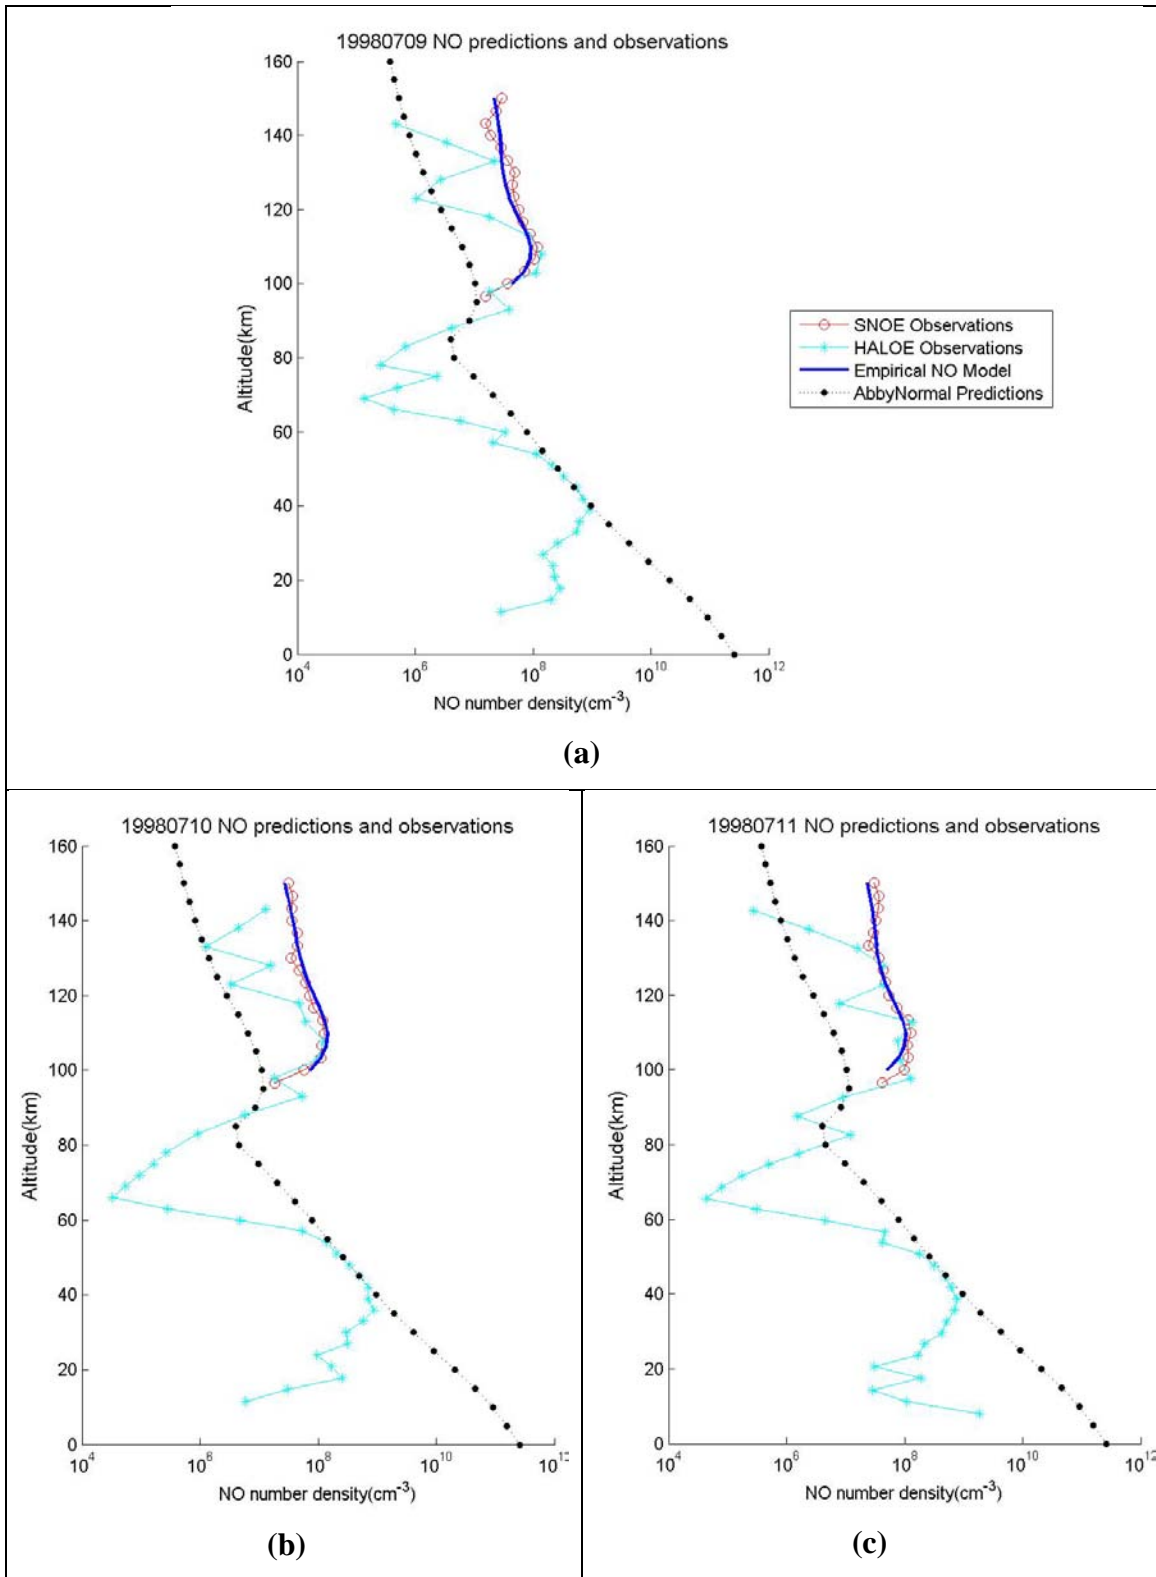 19980709 NO predictions and observations
160
140
120
100
80
60
40
20
0
Altitude(km)
10^4
10^6
10^8
10^10
10^12
NO number density(cm^-3)
SNOE Observations
HALOE Observations
Empirical NO Model
AbbyNormal Predictions
(a)
19980710 NO predictions and observations
160
140
120
100
80
60
40
20
0
Altitude(km)
10^4
10^6
10^8
10^10
NO number density(cm^-3)
(b)
19980711 NO predictions and observations
160
140
120
100
80
60
40
20
0
Altitude(km)
10^4
10^6
10^8
10^10
10^12
NO number density(cm^-3)
(c)